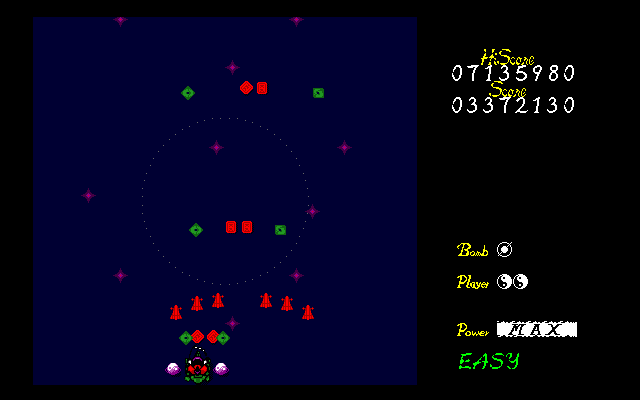 HiScore
07135980
Score
03372130
Bomb
Player
Power MAX
EASY